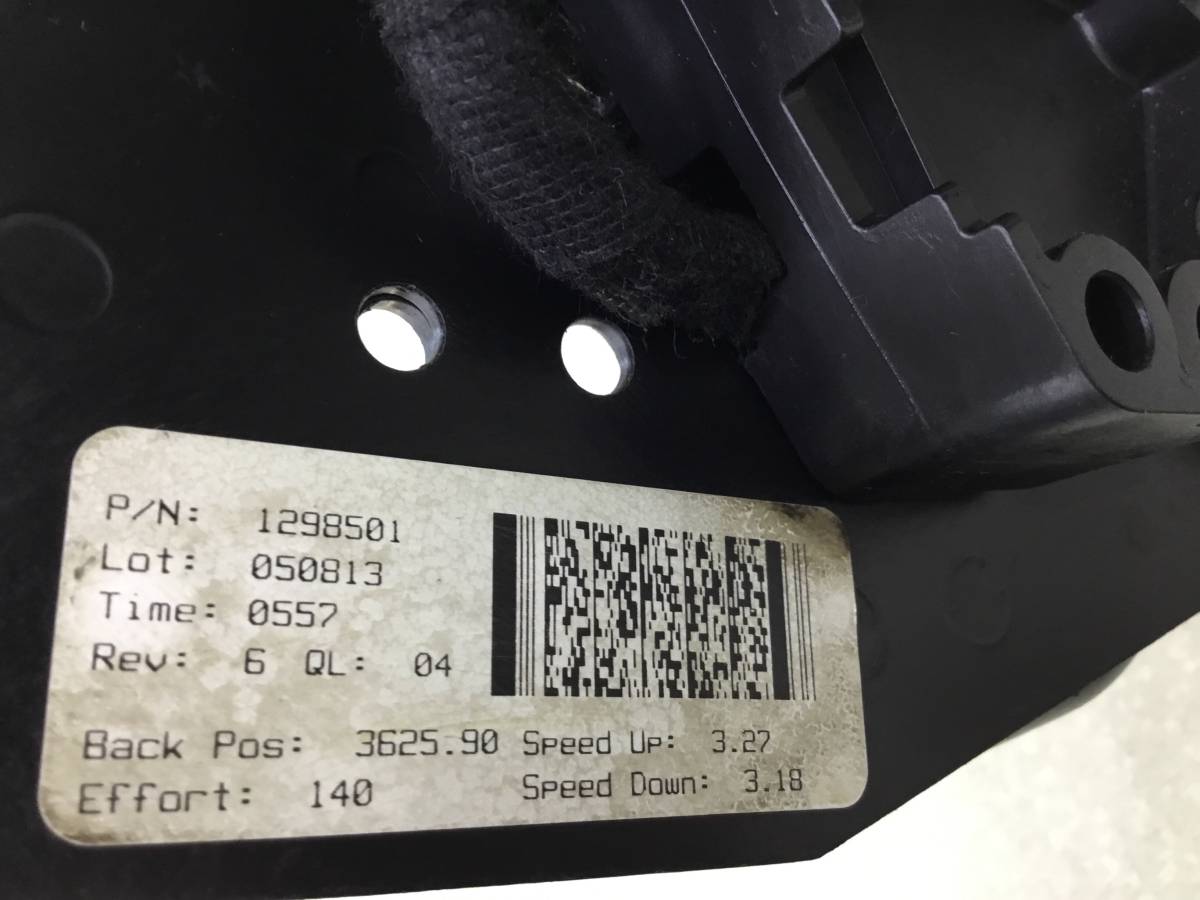 P/N: 1298501
Lot: 050813
Time: 0557
Rev: 6 QL: 04
Back Pos: 3625.90 Speed Up: 3.27
Effort: 140 Speed Down: 3.18